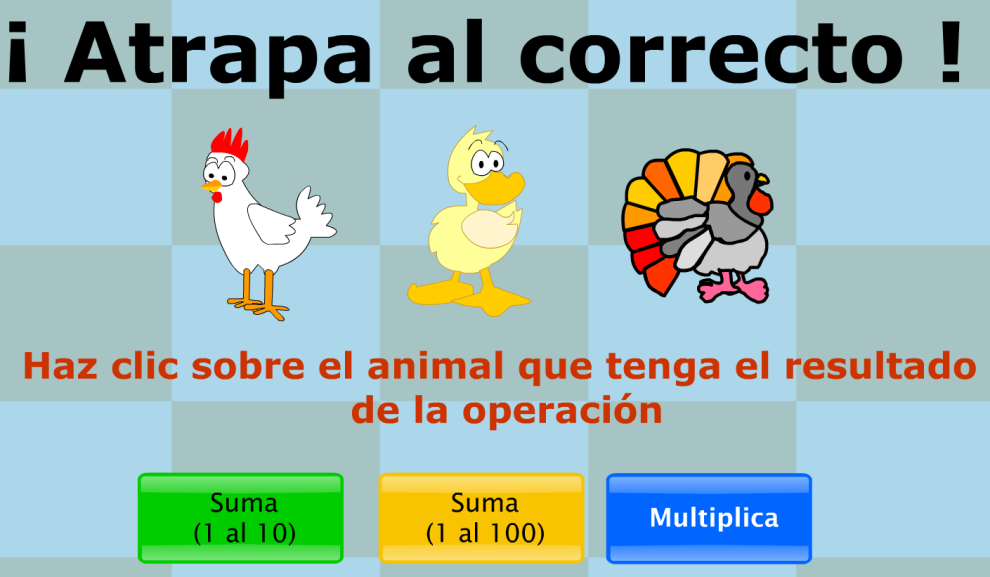 ¡ Atrapa al correcto !
Haz clic sobre el animal que tenga el resultado
de la operación
Suma
(1 al 10)
Suma
(1 al 100)
Multiplica